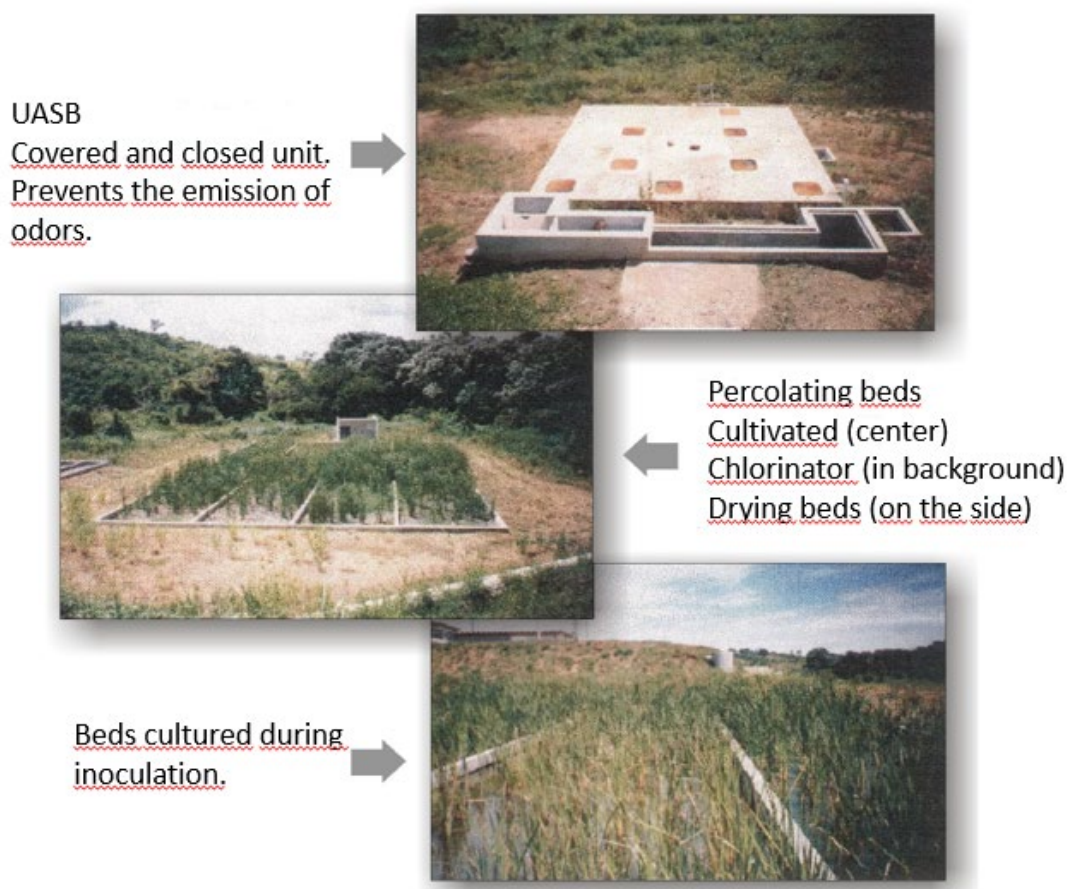 UASB
Covered and closed unit.
Prevents the emission of
odors.
Percolating beds
Cultivated (center)
Chlorinator (in background)
Drying beds (on the side)
Beds cultured during
inoculation.